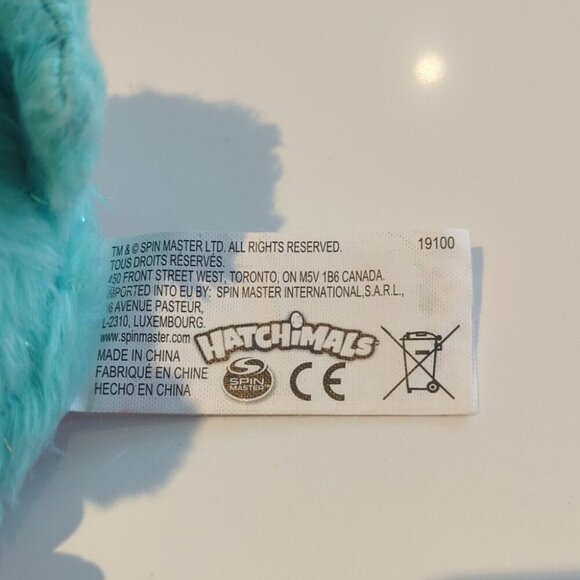 ™ & © SPIN MASTER LTD. ALL RIGHTS RESERVED. 19100
TOUS DROITS RÉSERVÉS.
450 FRONT STREET WEST, TORONTO, ON M5V 1B6 CANADA.
IMPORTED INTO EU BY: SPIN MASTER INTERNATIONAL,S.A.R.L.,
16 AVENUE PASTEUR,
L-2310, LUXEMBOURG.
www.spinmaster.com
HATCHiMALS
MADE IN CHINA
FABRIQUÉ EN CHINE
HECHO EN CHINA
SPIN
MASTER™
CE